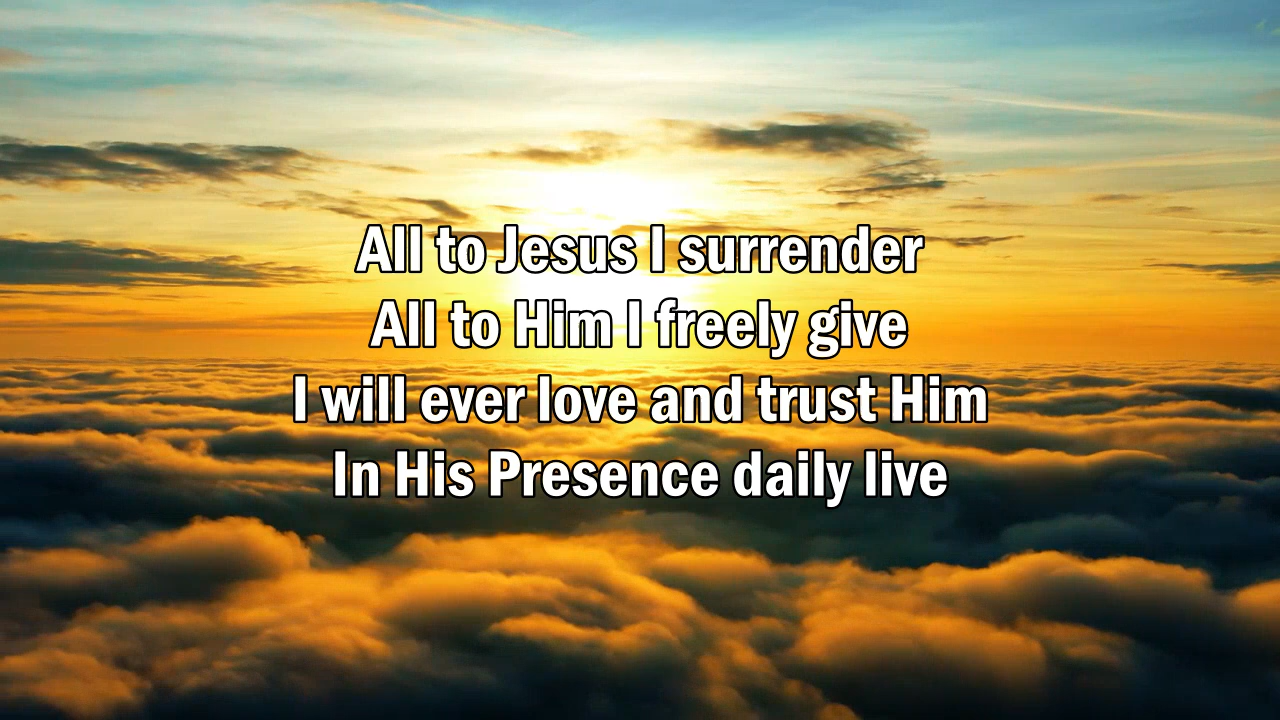 All to Jesus I surrender
All to Him I freely give
I will ever love and trust Him
In His Presence daily live